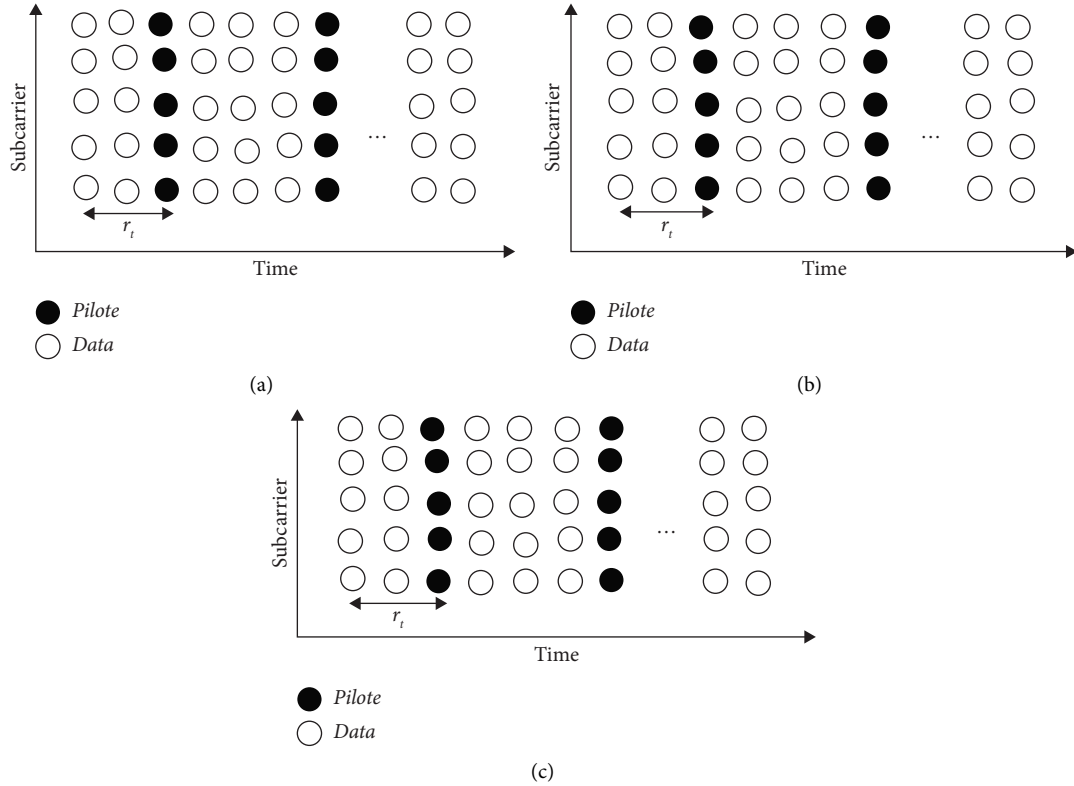 Subcarrier
...
r_t
Time
Pilote
Data
(a)
Subcarrier
...
r_t
Time
Pilote
Data
(b)
Subcarrier
...
r_t
Time
Pilote
Data
(c)